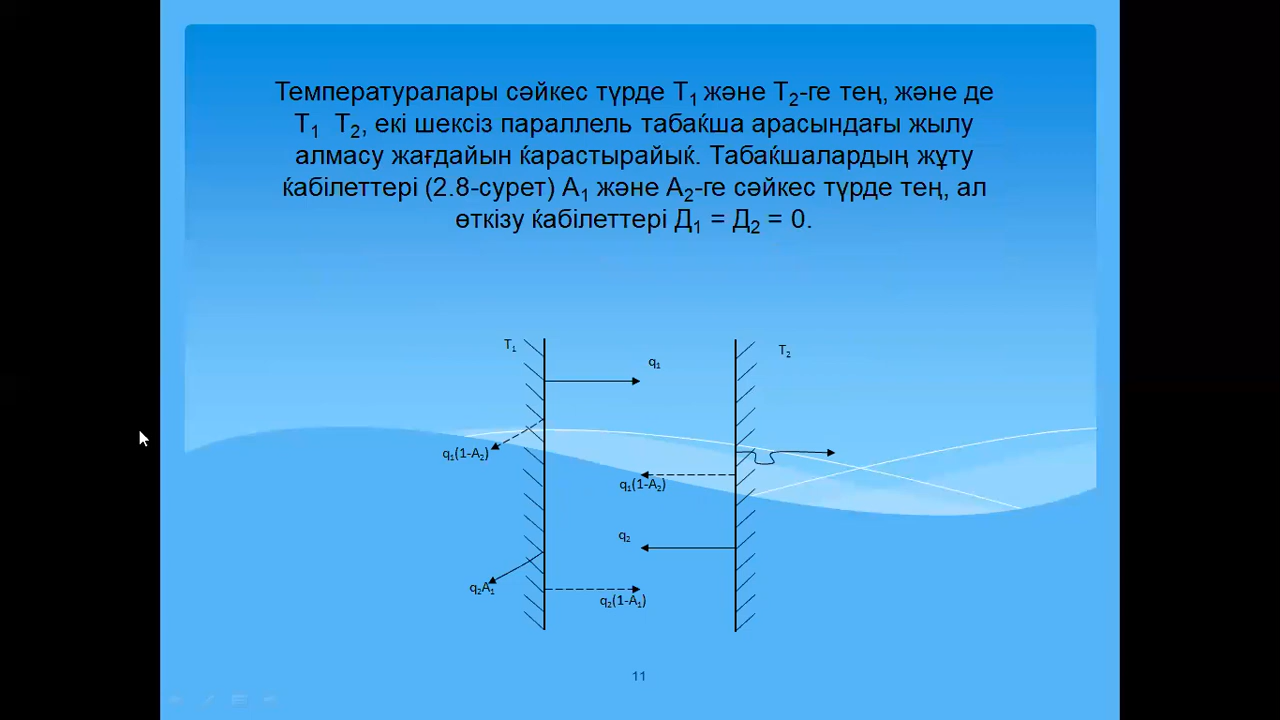 Температуралары сәйкес түрде T₁ және T₂-ге тең, және де
T₁ T₂, екі шексіз параллель табаќша арасындағы жылу
алмасу жағдайын ќарастырайыќ. Табаќшалардың жұту
ќабілеттері (2.8-сурет) А₁ және А₂-ге сәйкес түрде тең, ал
өткізу ќабілеттері Д₁ = Д₂ = 0.
T₁
T₂
q₁
q₁(1-A₂)
q₁(1-A₂)
q₂
q₂A₁
q₂(1-A₁)
11